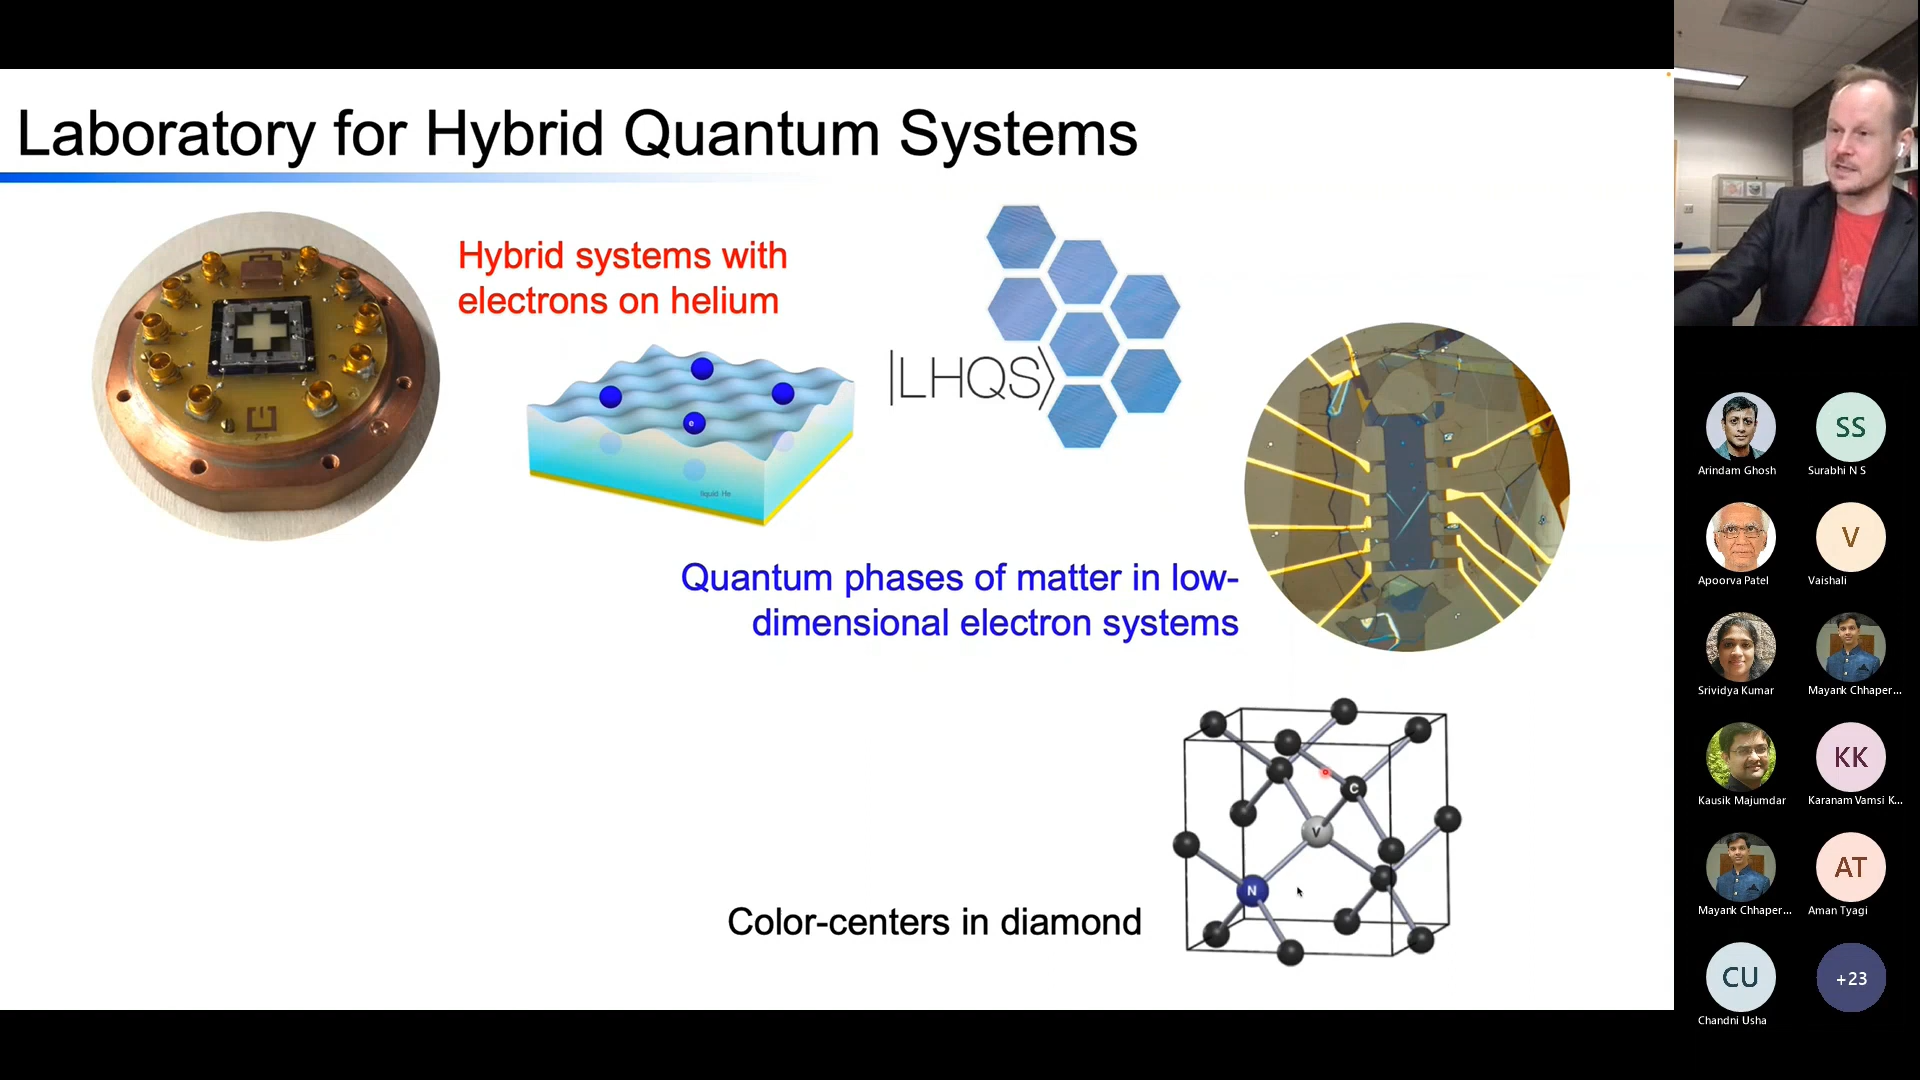 Laboratory for Hybrid Quantum Systems
Hybrid systems with
electrons on helium
|LHQS⟩
e
liquid He
Quantum phases of matter in low-
dimensional electron systems
C
V
N
Color-centers in diamond
Arindam Ghosh
SS
Surabhi N S
Apoorva Patel
V
Vaishali
Srividya Kumar
Mayank Chhaper...
Kausik Majumdar
KK
Karanam Vamsi K...
Mayank Chhaper...
AT
Aman Tyagi
CU
Chandni Usha
+23